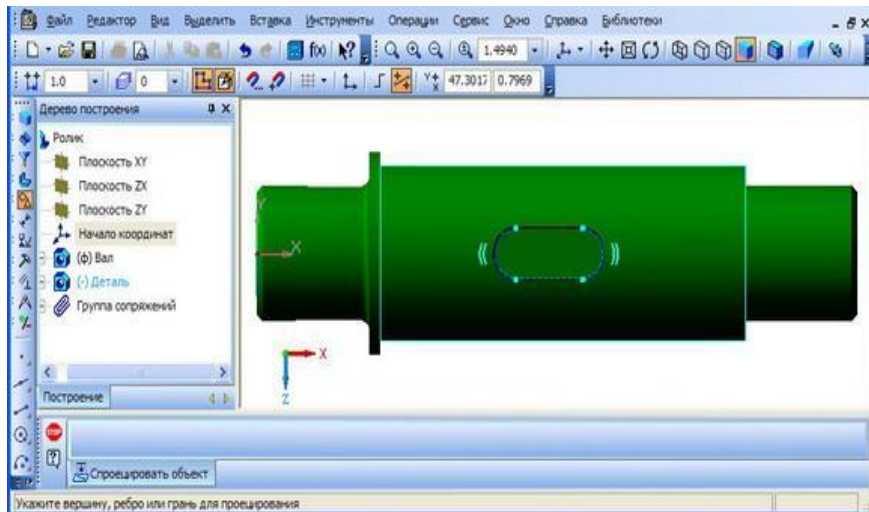 Файл Редактор Вид Выделить Вставка Инструменты Операции Сервис Окно Справка Библиотеки
f(x) 1.4940
1.0 0 47.3017 0.7969
Дерево построения
Ролик
Плоскость XY
Плоскость ZX
Плоскость ZY
Начало координат
(ф) Вал
(-) Деталь
Группа сопряжений
Построение
Y
X
X
Z
STOP
Спроецировать объект
Укажите вершину, ребро или грань для проецирования